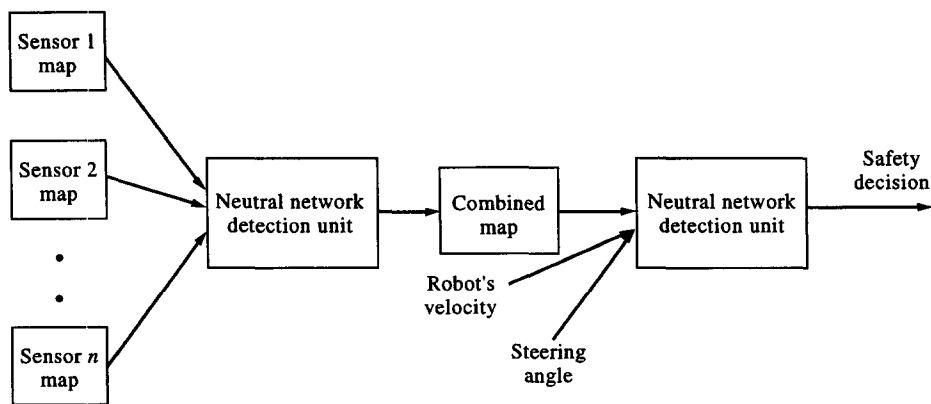 Sensor 1
map
Sensor 2
map
Sensor n
map
Neutral network
detection unit
Combined
map
Robot's
velocity
Steering
angle
Neutral network
detection unit
Safety
decision